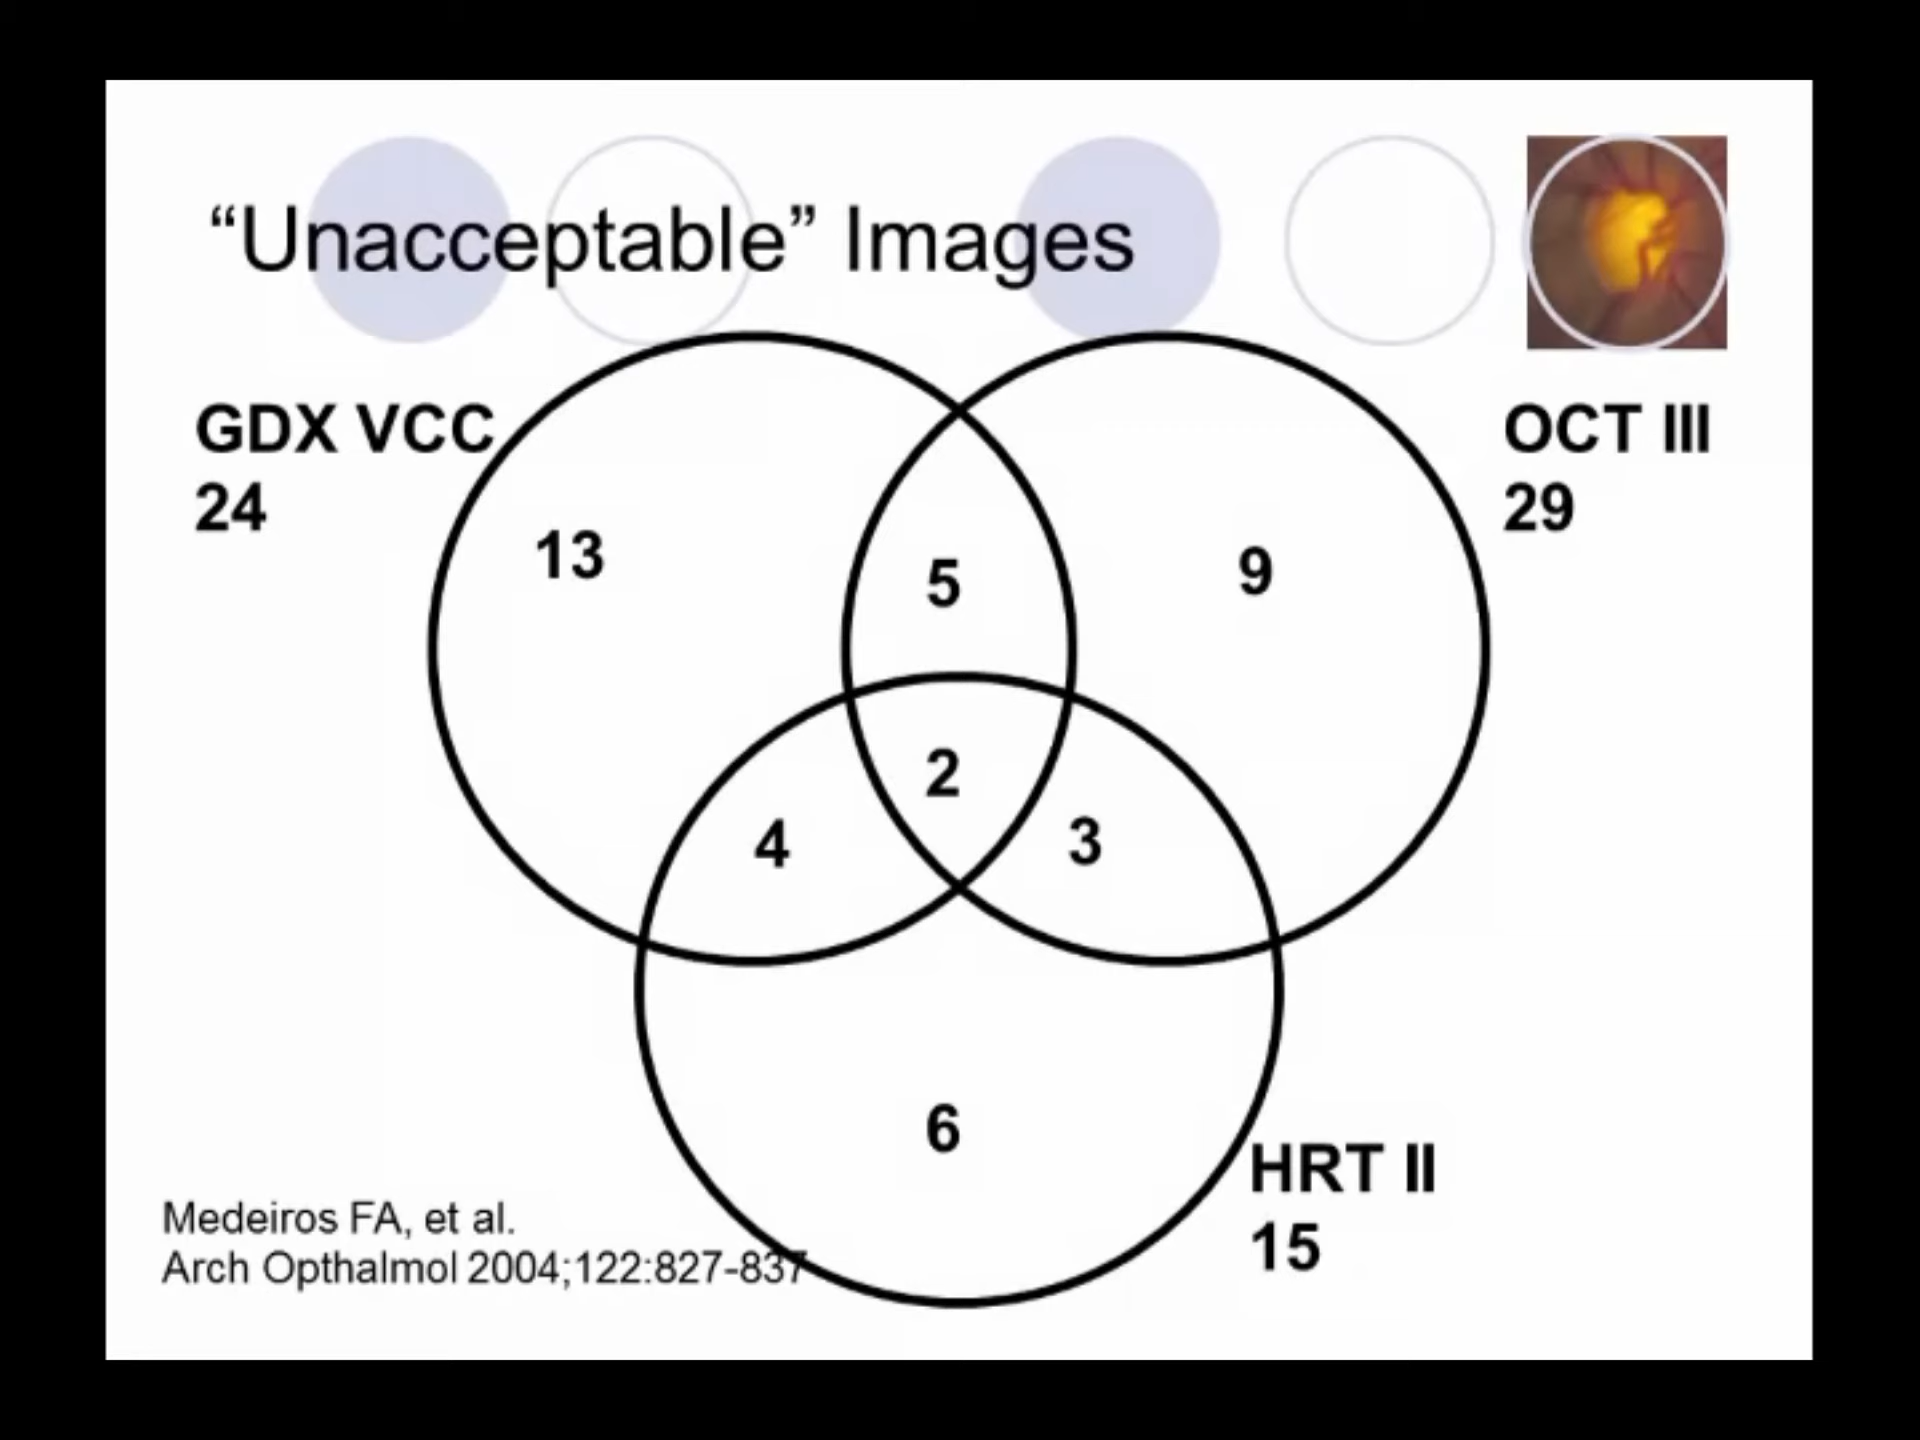 “Unacceptable” Images
GDX VCC
24
OCT III
29
13
5
9
2
4
3
6
HRT II
15
Medeiros FA, et al.
Arch Opthalmol 2004;122:827-837